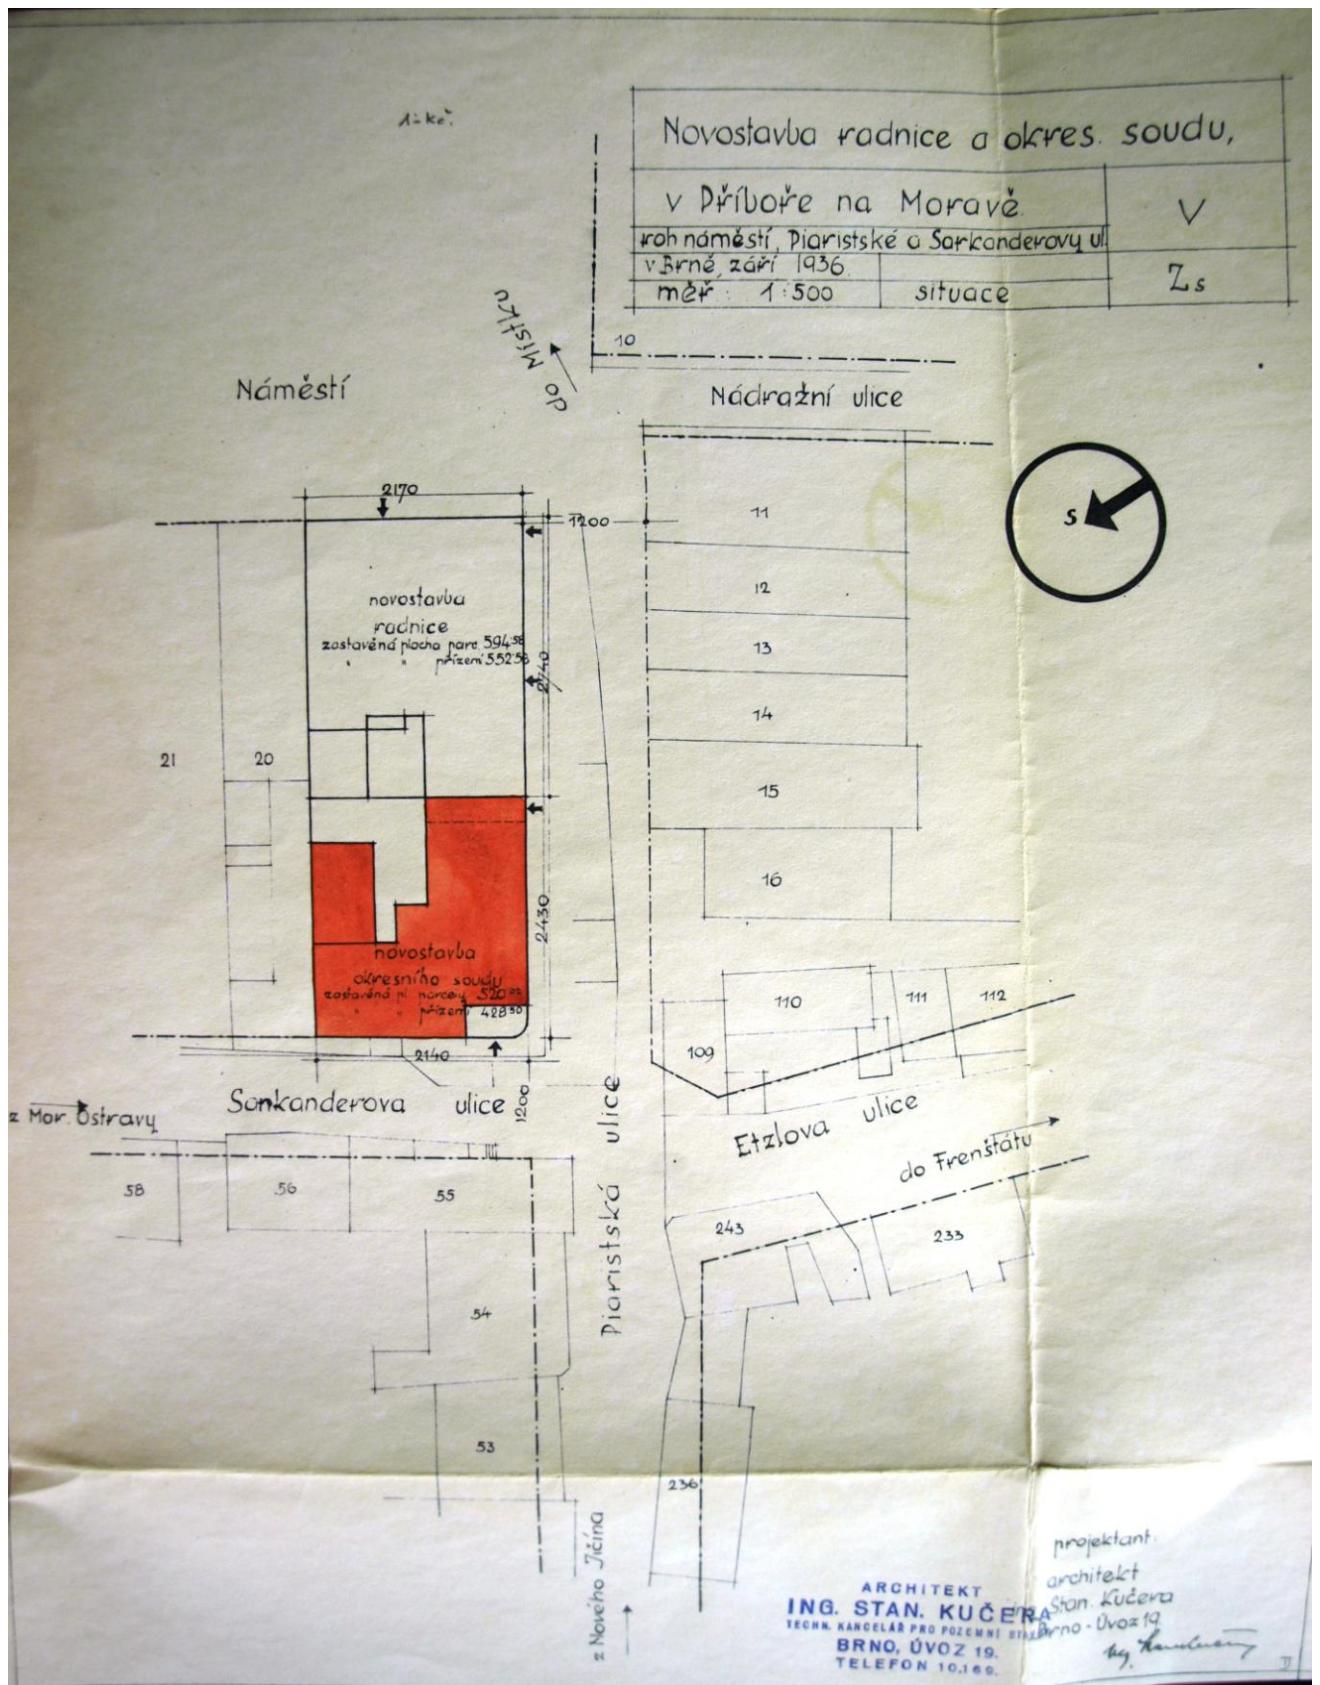 1·kč.
Novostavba radnice a okres. soudu,
v Příboře na Moravě.
V
roh náměstí, Piaristské a Sarkanderovy ul.
v Brně, září 1936.
měř : 1:500
situace
Zs
10
do Místku
Náměstí
Nádražní ulice
2170
1200
S
11
12
13
14
15
16
novostavba
radnice
zastavěná plocha parc. 594·58
" " přízemí 552·58
2740
21
20
2430
novostavba
okresního soudu
zastavěná pl. parcely 520·02
" " přízemí 428·50
2140
1200
110
111
112
109
Sarkanderova ulice
z Mor. Ostravy
Etzlova ulice
do Frenštátu
58
56
55
54
53
Piaristská ulice
243
233
236
z Nového Jičína
projektant:
architekt
ing. Stan. Kučera
Brno - Úvoz 19.
ARCHITEKT
ING. STAN. KUČERA
TECHN. KANCELÁŘ PRO POZEMNÍ STAVBY
BRNO, ÚVOZ 19.
TELEFON 10.169.